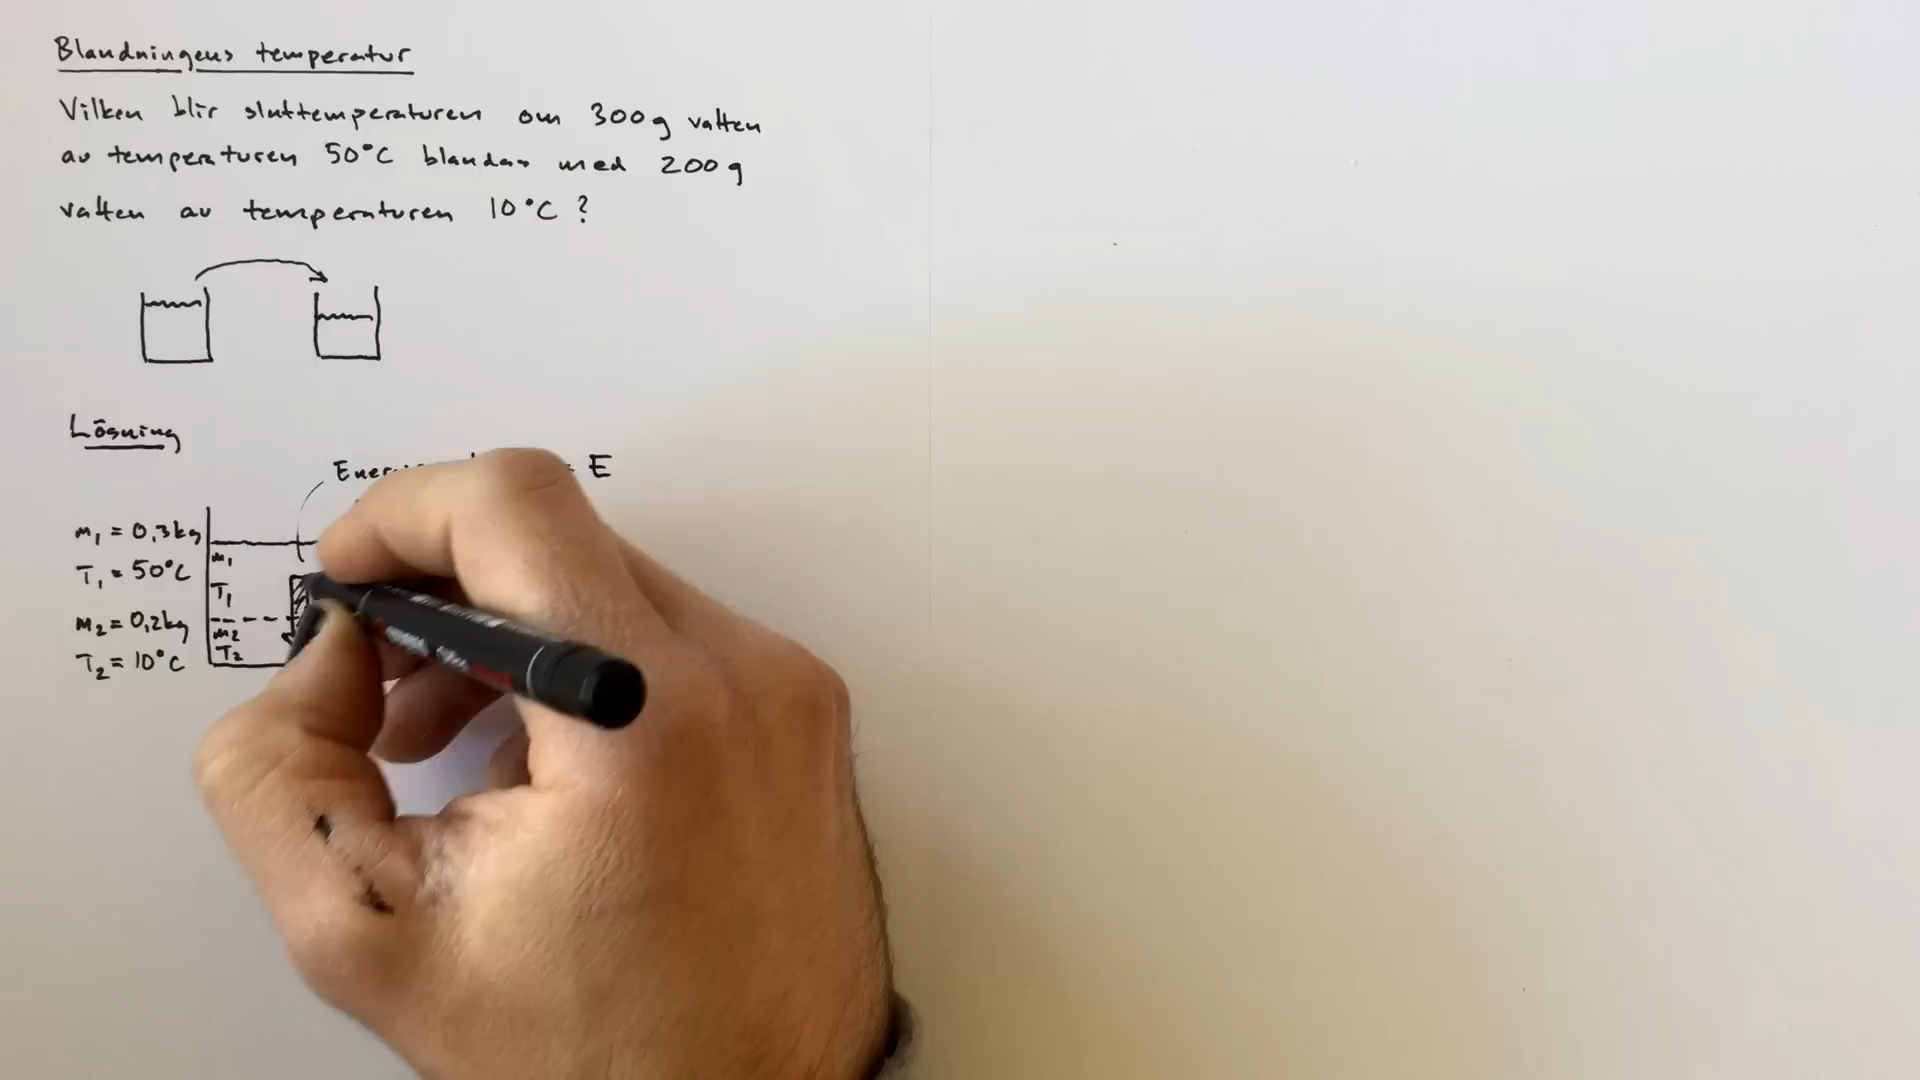 Blandningens temperatur
Vilken blir sluttemperaturen om 300g vatten
av temperaturen 50°C blandas med 200g
vatten av temperaturen 10°C?
Lösning
E
m₁ = 0,3kg
T₁ = 50°C
m₂ = 0,2kg
T₂ = 10°C
m₁
T₁
m₂
T₂